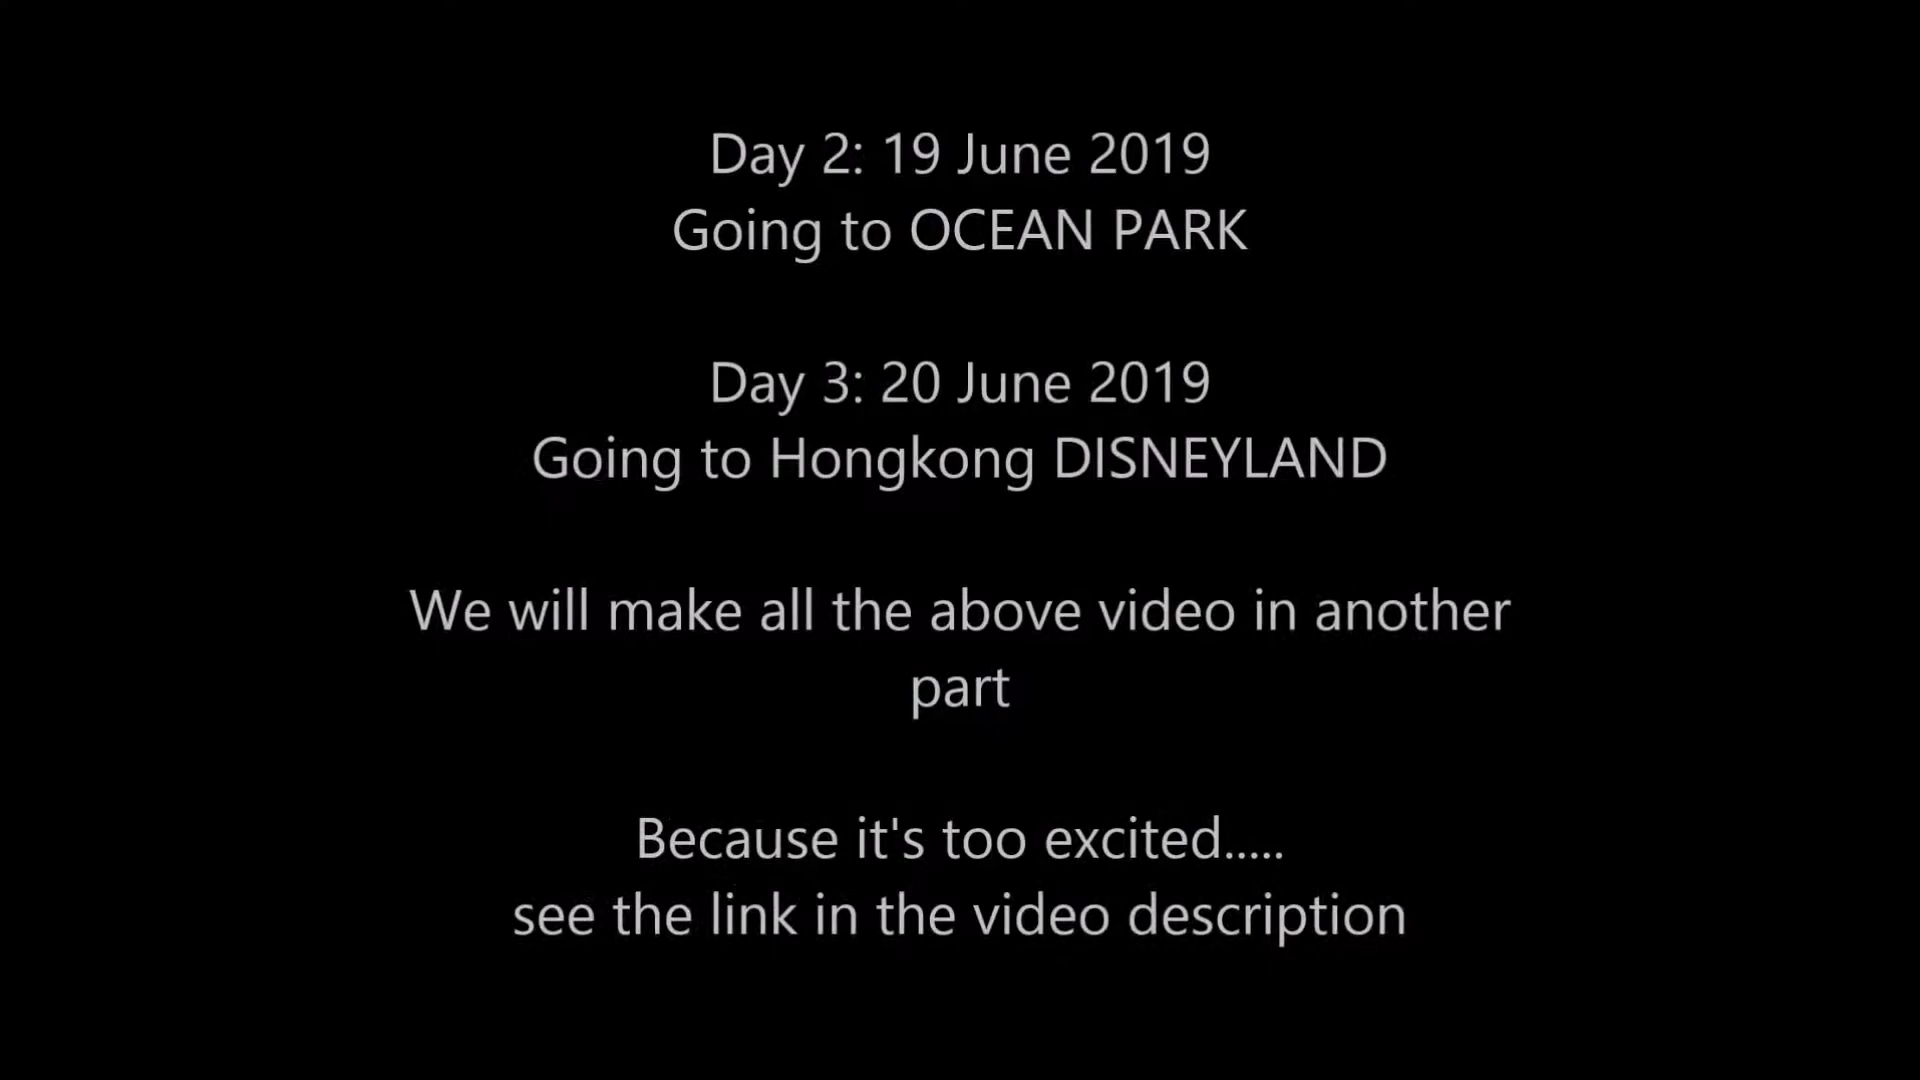 Day 2: 19 June 2019
Going to OCEAN PARK
Day 3: 20 June 2019
Going to Hongkong DISNEYLAND
We will make all the above video in another
part
Because it's too excited.....
see the link in the video description